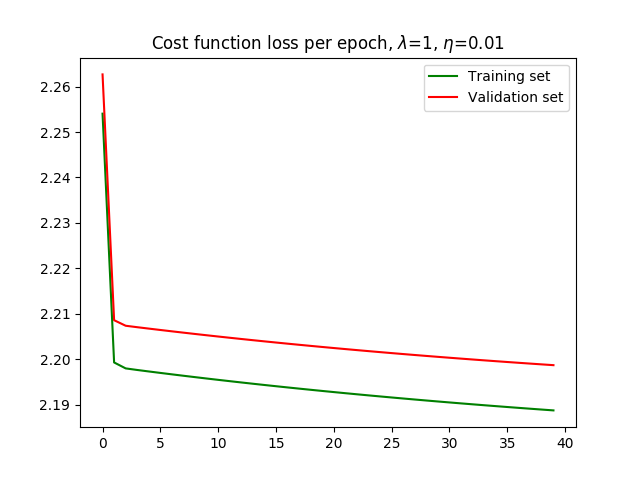 Cost function loss per epoch, λ=1, η=0.01
Training set
Validation set
2.26
2.25
2.24
2.23
2.22
2.21
2.20
2.19
0 5 10 15 20 25 30 35 40